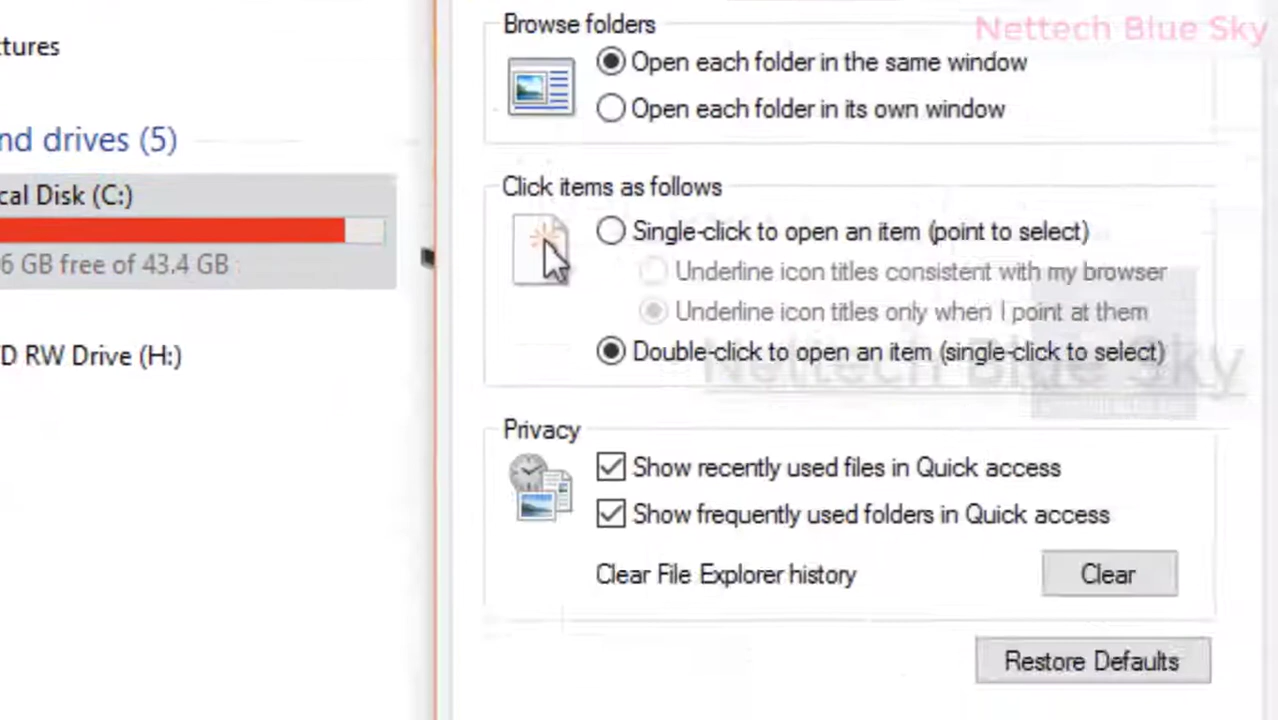 Browse folders
Nettech Blue Sky
tures
Open each folder in the same window
Open each folder in its own window
nd drives (5)
Click items as follows
cal Disk (C:)
Single-click to open an item (point to select)
6 GB free of 43.4 GB
Underline icon titles consistent with my browser
Underline icon titles only when I point at them
D RW Drive (H:)
Double-click to open an item (single-click to select)
Nettech Blue Sky
Privacy
Show recently used files in Quick access
Show frequently used folders in Quick access
Clear File Explorer history
Clear
Restore Defaults